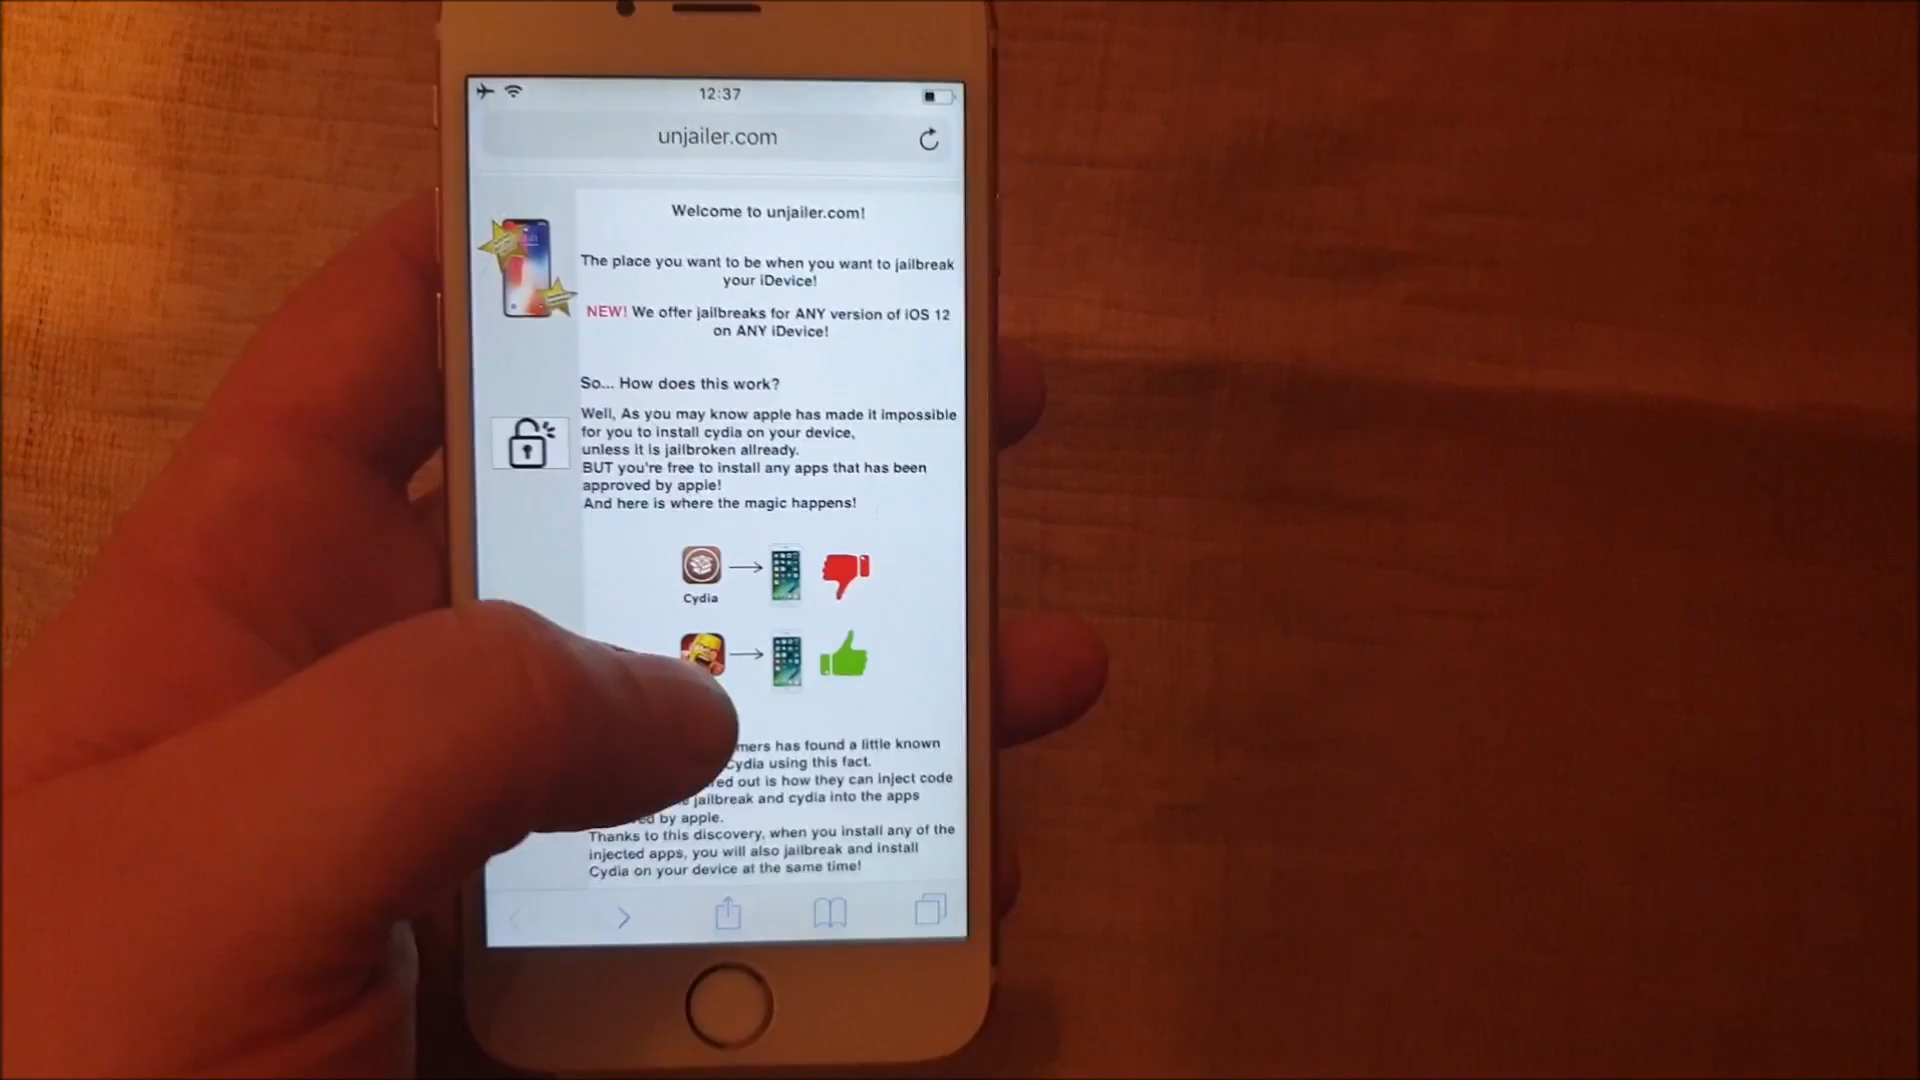 12:37
unjailer.com
Welcome to unjailer.com!
The place you want to be when you want to jailbreak
your iDevice!
NEW! We offer jailbreaks for ANY version of iOS 12
on ANY iDevice!
So... How does this work?
Well, As you may know apple has made it impossible
for you to install cydia on your device,
unless it is jailbroken allready.
BUT you're free to install any apps that has been
approved by apple!
And here is where the magic happens!
Cydia
has found a little known
Cydia using this fact.
out is how they can inject code
jailbreak and cydia into the apps
by apple.
Thanks to this discovery, when you install any of the
injected apps, you will also jailbreak and install
Cydia on your device at the same time!